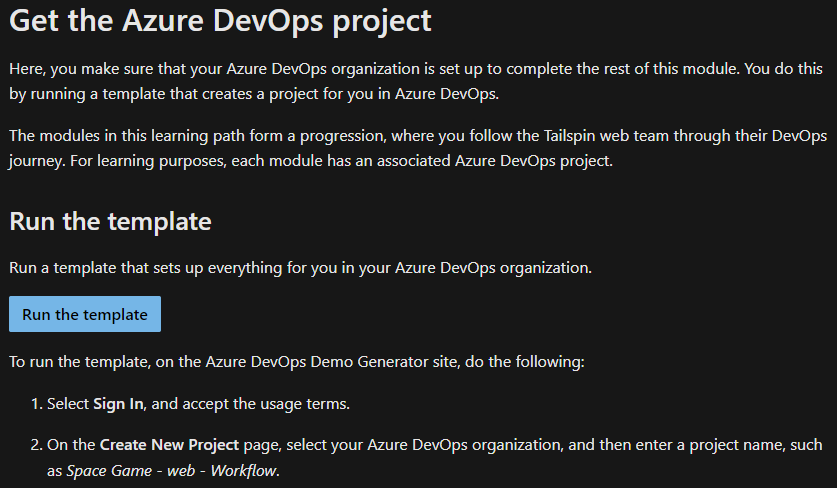 Get the Azure DevOps project
Here, you make sure that your Azure DevOps organization is set up to complete the rest of this module. You do this
by running a template that creates a project for you in Azure DevOps.
The modules in this learning path form a progression, where you follow the Tailspin web team through their DevOps
journey. For learning purposes, each module has an associated Azure DevOps project.
Run the template
Run a template that sets up everything for you in your Azure DevOps organization.
Run the template
To run the template, on the Azure DevOps Demo Generator site, do the following:
1. Select Sign In, and accept the usage terms.
2. On the Create New Project page, select your Azure DevOps organization, and then enter a project name, such
as Space Game - web - Workflow.